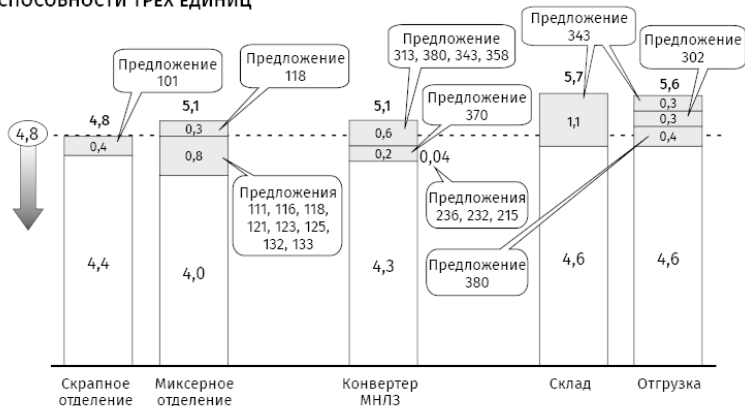 СПОСОБНОСТИ ТРЕХ ЕДИНИЦ
Предложение
101
Предложение
118
Предложение
313, 380, 343, 358
Предложение
343
Предложение
302
4,8
4,8
0,4
4,4
5,1
0,3
0,8
4,0
Предложения
111, 116, 118,
121, 123, 125,
132, 133
5,1
0,6
0,2
0,04
4,3
Предложение
370
Предложения
236, 232, 215
5,7
1,1
4,6
5,6
0,3
0,3
0,4
4,6
Предложение
380
Скрапное
отделение
Миксерное
отделение
Конвертер
МНЛЗ
Склад
Отгрузка